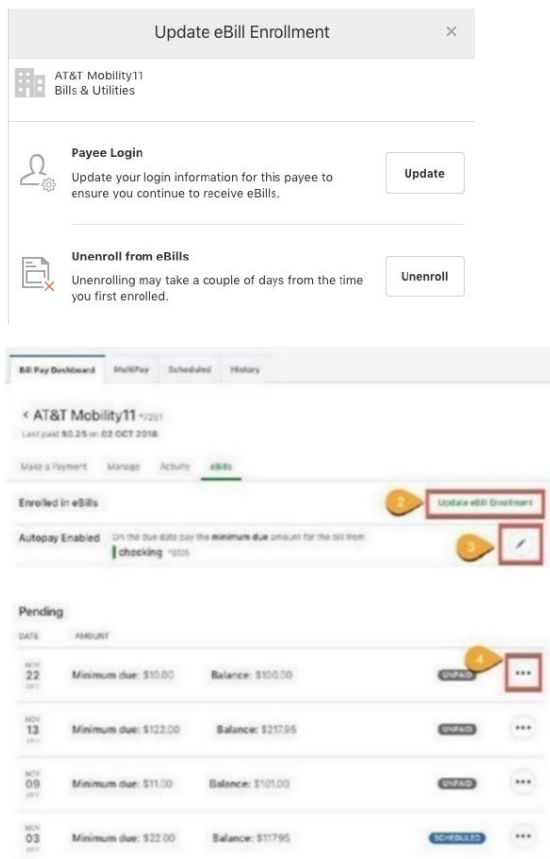 Update eBill Enrollment ×
AT&T Mobility11
Bills & Utilities
Payee Login
Update your login information for this payee to
ensure you continue to receive eBills.
Update
Unenroll from eBills
Unenrolling may take a couple of days from the time
you first enrolled.
Unenroll
Bill Pay Dashboard MultiPay Scheduled History
< AT&T Mobility11
Last paid $0.25 on 02 OCT 2018
Make a Payment Manage Activity eBills
Enrolled in eBills 2 Update eBill Enrollment
Autopay Enabled On the due date pay the minimum due amount for the bill from
checking 3
Pending
DATE AMOUNT
4
NOV
22 Minimum due: $10.00 Balance: $100.00 UNPAID
NOV
13 Minimum due: $122.00 Balance: $217.95 UNPAID
NOV
09 Minimum due: $11.00 Balance: $101.00 UNPAID
NOV
03 Minimum due: $22.00 Balance: $117.95 SCHEDULED